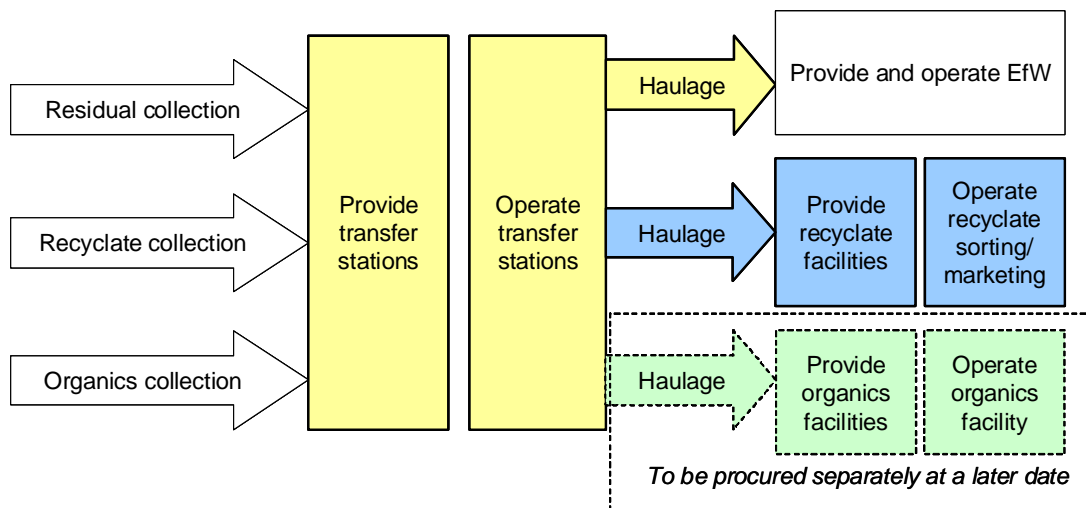 Residual collection
Recyclate collection
Organics collection
Provide
transfer
stations
Operate
transfer
stations
Haulage
Provide and operate EfW
Haulage
Provide
recyclate
facilities
Operate
recyclate
sorting/
marketing
Haulage
Provide
organics
facilities
Operate
organics
facility
To be procured separately at a later date